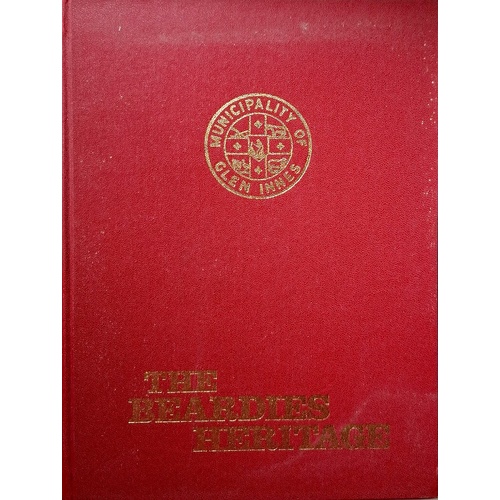 MUNICIPALITY OF
GLEN INNES
THE
BEARDIES
HERITAGE